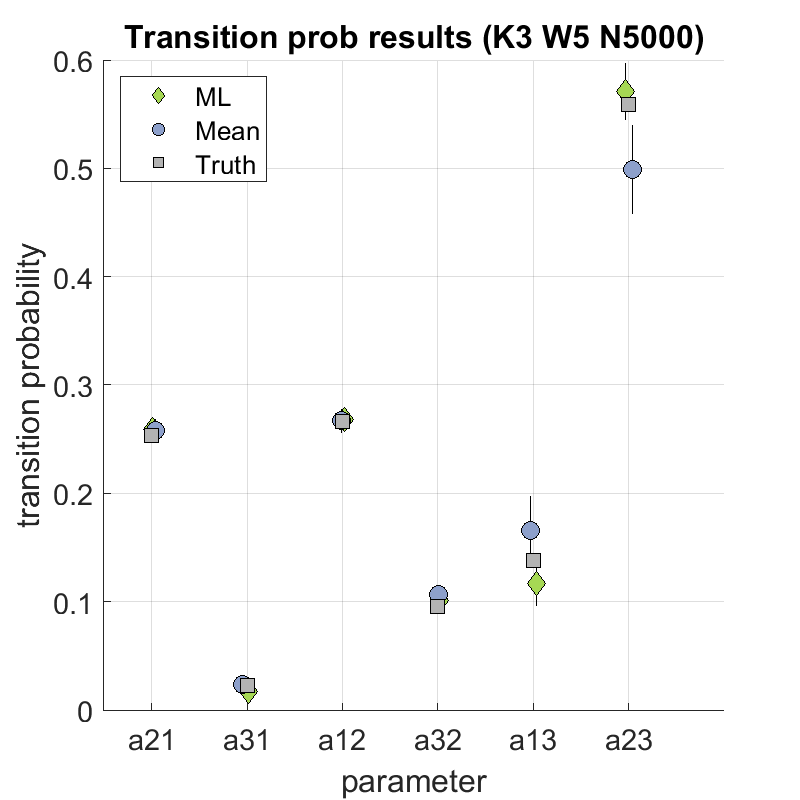 Transition prob results (K3 W5 N5000)
ML
Mean
Truth
0.6
0.5
0.4
0.3
0.2
0.1
0
transition probability
a21 a31 a12 a32 a13 a23
parameter